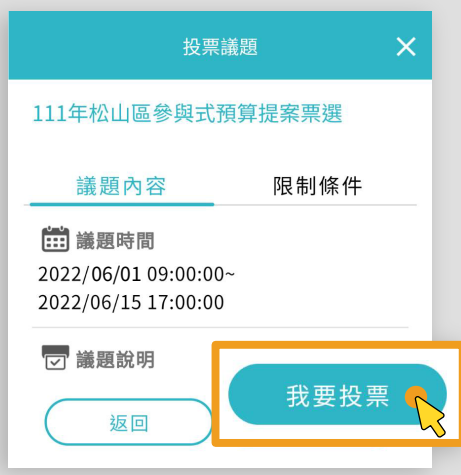 投票議題
111年松山區參與式預算提案票選
議題內容 限制條件
議題時間
2022/06/01 09:00:00~
2022/06/15 17:00:00
議題說明
返回 我要投票